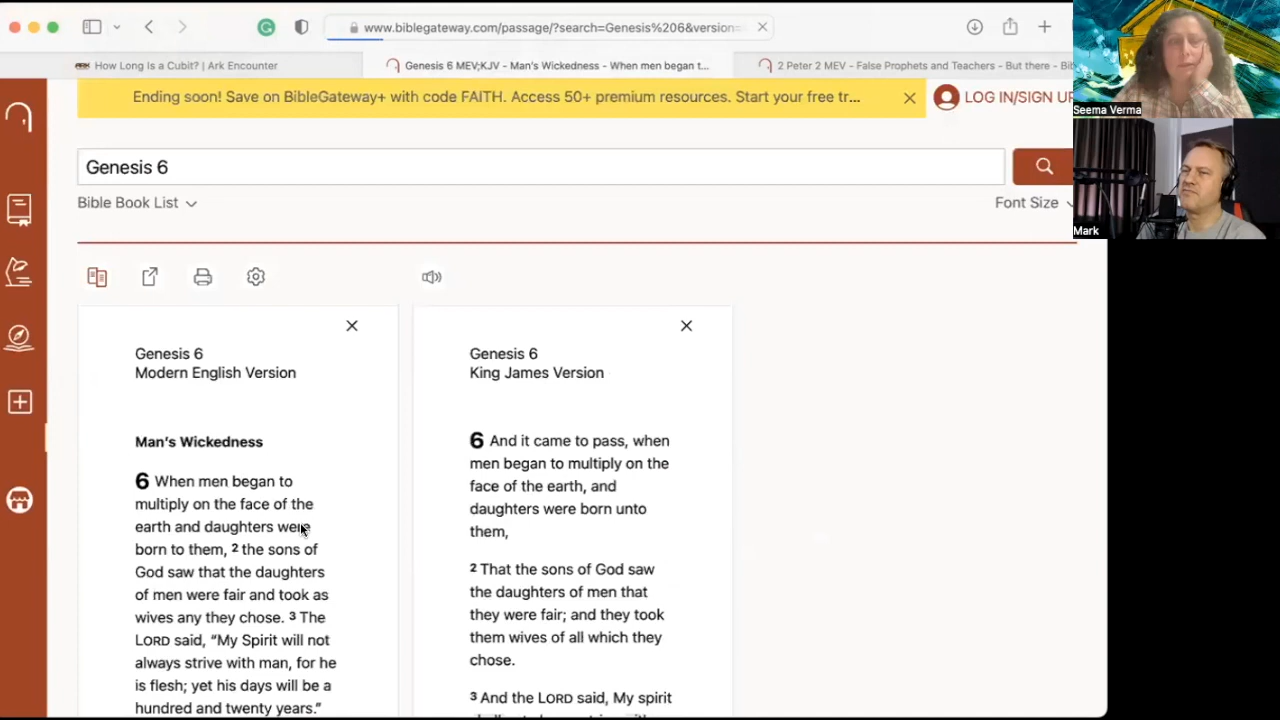 www.biblegateway.com/passage/?search=Genesis%206&version=
How Long Is a Cubit? | Ark Encounter
Genesis 6 MEV;KJV - Man's Wickedness - When men began t...
2 Peter 2 MEV - False Prophets and Teachers - But there - Bib
Ending soon! Save on BibleGateway+ with code FAITH. Access 50+ premium resources. Start your free tr...
LOG IN/SIGN UP
Seema Verma
Genesis 6
Bible Book List
Font Size
Mark
Genesis 6
Modern English Version
Man's Wickedness
6 When men began to
multiply on the face of the
earth and daughters were
born to them, 2 the sons of
God saw that the daughters
of men were fair and took as
wives any they chose. 3 The
LORD said, “My Spirit will not
always strive with man, for he
is flesh; yet his days will be a
hundred and twenty years.”
Genesis 6
King James Version
6 And it came to pass, when
men began to multiply on the
face of the earth, and
daughters were born unto
them,
2 That the sons of God saw
the daughters of men that
they were fair; and they took
them wives of all which they
chose.
3 And the LORD said, My spirit